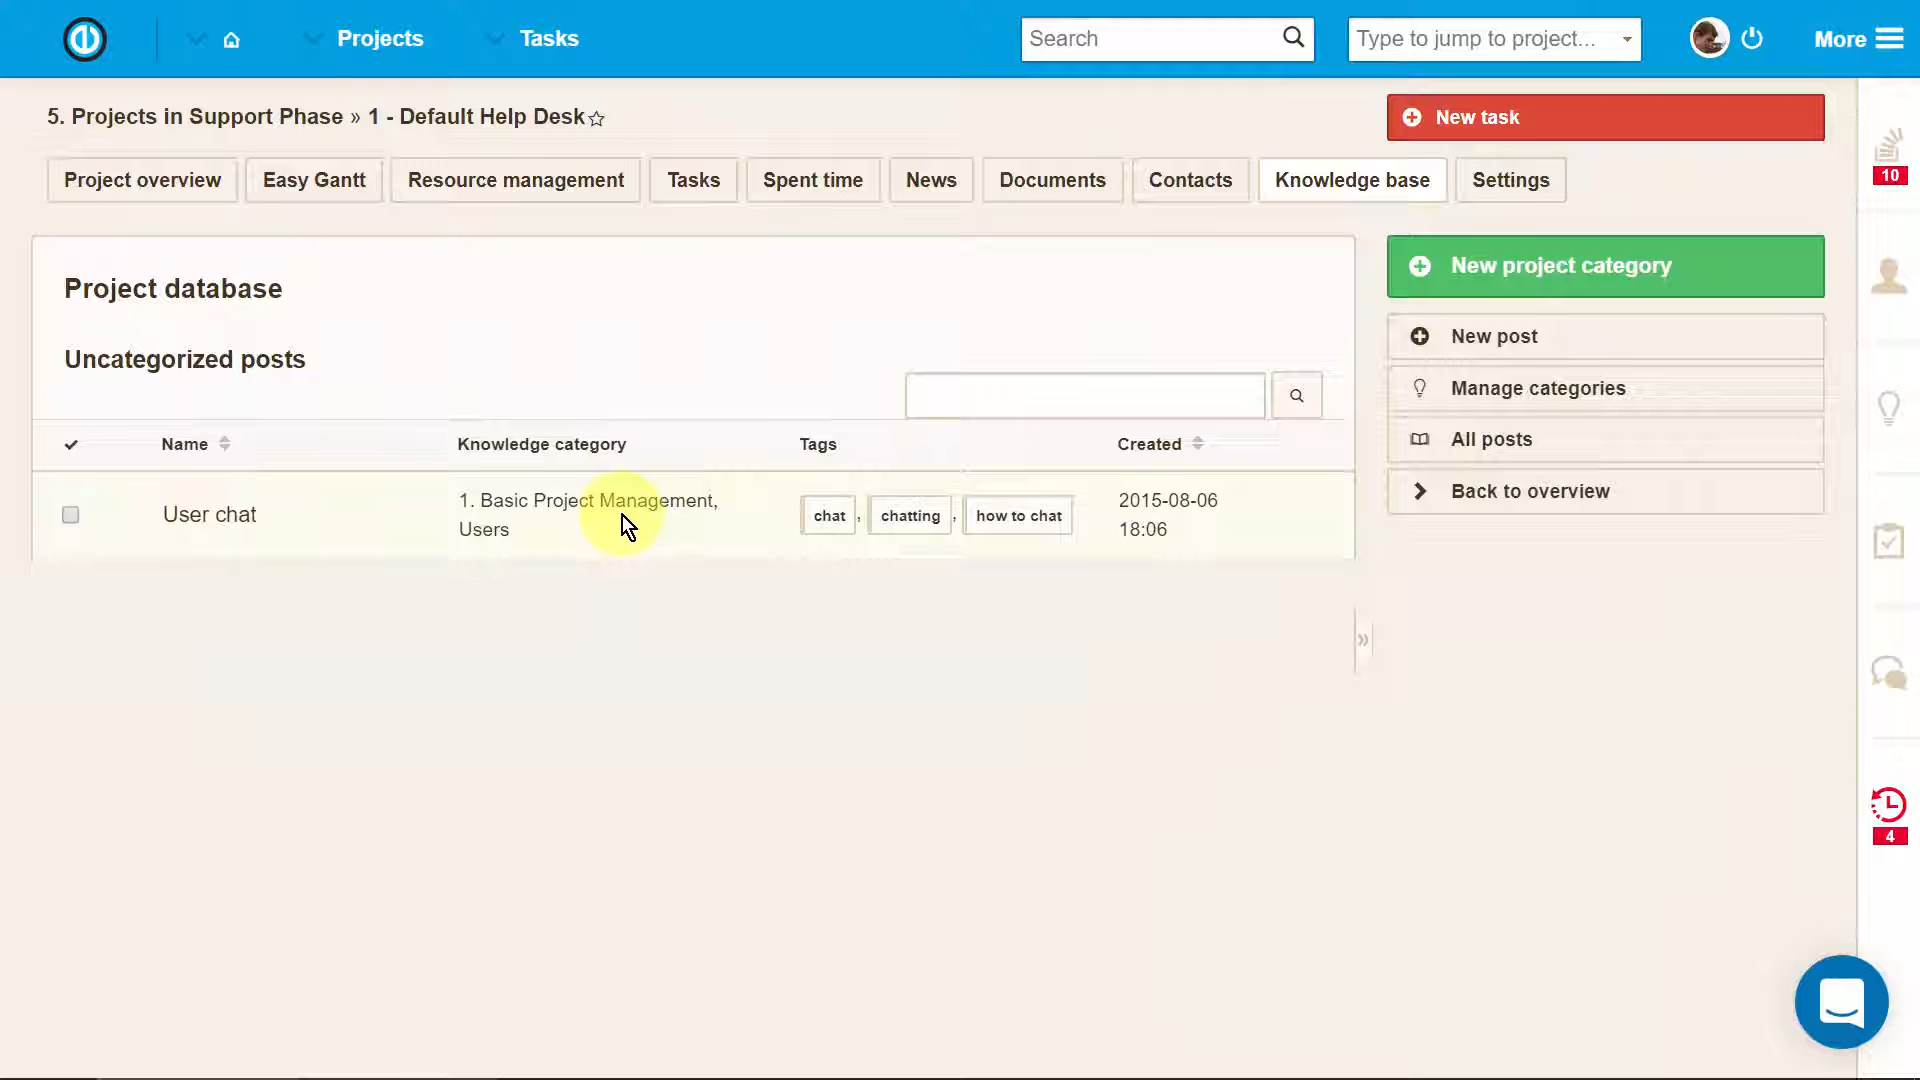 Projects
Tasks
Search
Type to jump to project...
More
5. Projects in Support Phase » 1 - Default Help Desk
New task
10
Project overview
Easy Gantt
Resource management
Tasks
Spent time
News
Documents
Contacts
Knowledge base
Settings
Project database
New project category
New post
Uncategorized posts
Manage categories
All posts
Name
Knowledge category
Tags
Created
Back to overview
User chat
1. Basic Project Management,
Users
chat , chatting , how to chat
2015-08-06
18:06
4